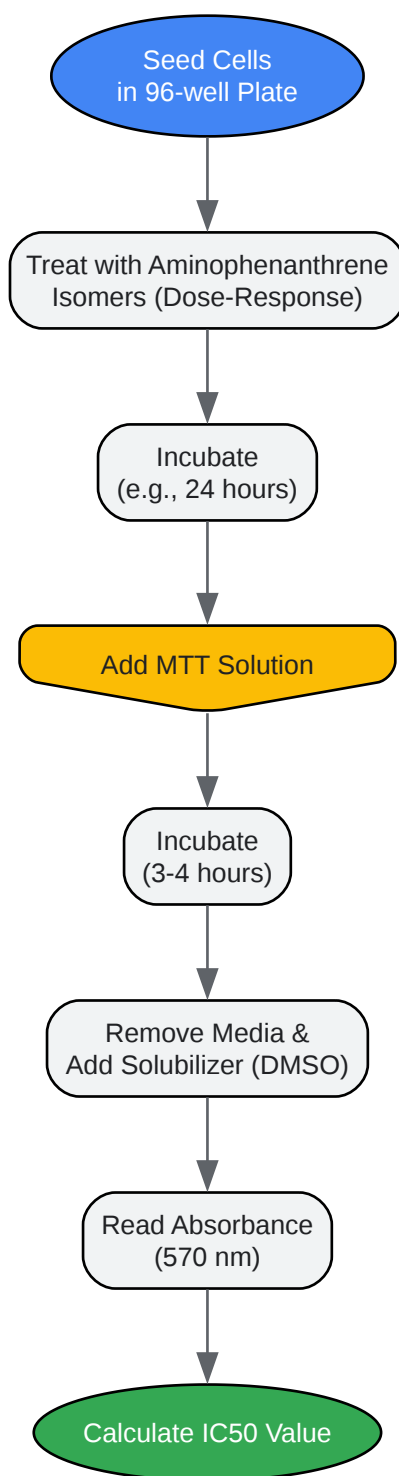 Seed Cells
in 96-well Plate
Treat with Aminophenanthrene
Isomers (Dose-Response)
Incubate
(e.g., 24 hours)
Add MTT Solution
Incubate
(3-4 hours)
Remove Media &
Add Solubilizer (DMSO)
Read Absorbance
(570 nm)
Calculate IC50 Value